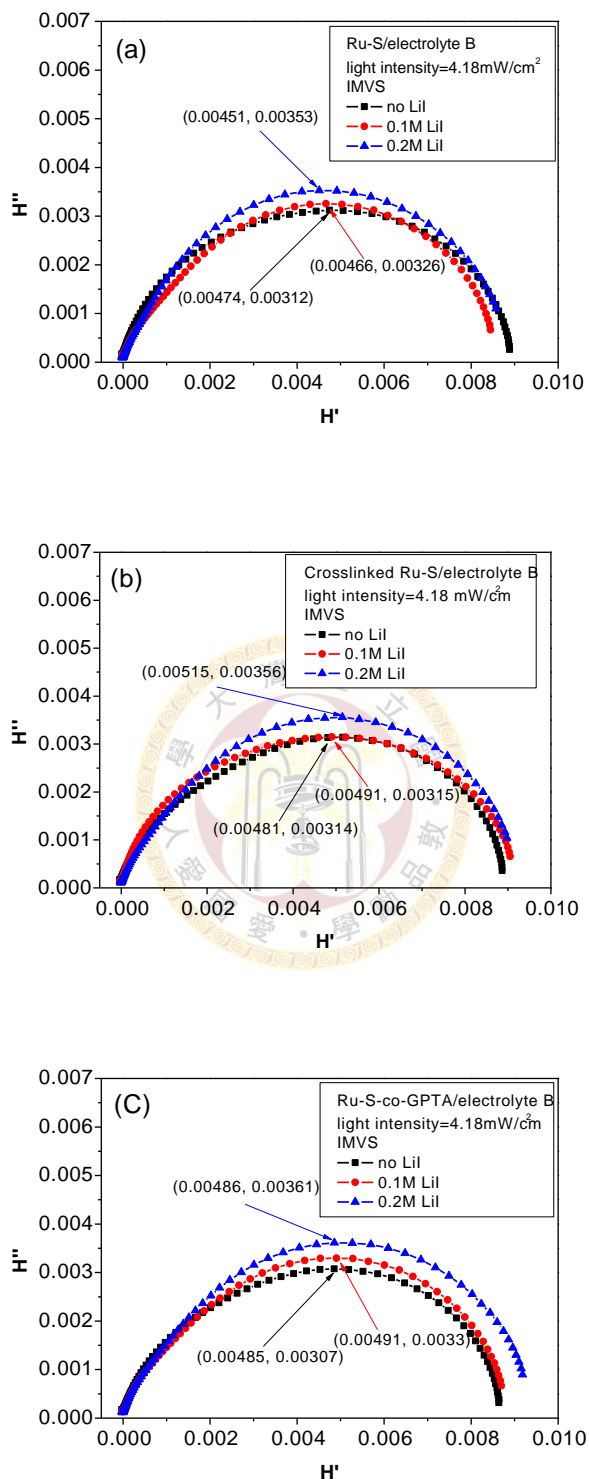 (a)
Ru-S/electrolyte B
light intensity=4.18mW/cm²
IMVS
no LiI
0.1M LiI
0.2M LiI
(0.00451, 0.00353)
(0.00466, 0.00326)
(0.00474, 0.00312)
H''
0.007
0.006
0.005
0.004
0.003
0.002
0.001
0.000
0.000 0.002 0.004 0.006 0.008 0.010
H'
(b)
Crosslinked Ru-S/electrolyte B
light intensity=4.18 mW/cm²
IMVS
no LiI
0.1M LiI
0.2M LiI
(0.00515, 0.00356)
(0.00491, 0.00315)
(0.00481, 0.00314)
H''
0.007
0.006
0.005
0.004
0.003
0.002
0.001
0.000
0.000 0.002 0.004 0.006 0.008 0.010
H'
(C)
Ru-S-co-GPTA/electrolyte B
light intensity=4.18mW/cm²
IMVS
no LiI
0.1M LiI
0.2M LiI
(0.00486, 0.00361)
(0.00491, 0.0033)
(0.00485, 0.00307)
H''
0.007
0.006
0.005
0.004
0.003
0.002
0.001
0.000
0.000 0.002 0.004 0.006 0.008 0.010
H'